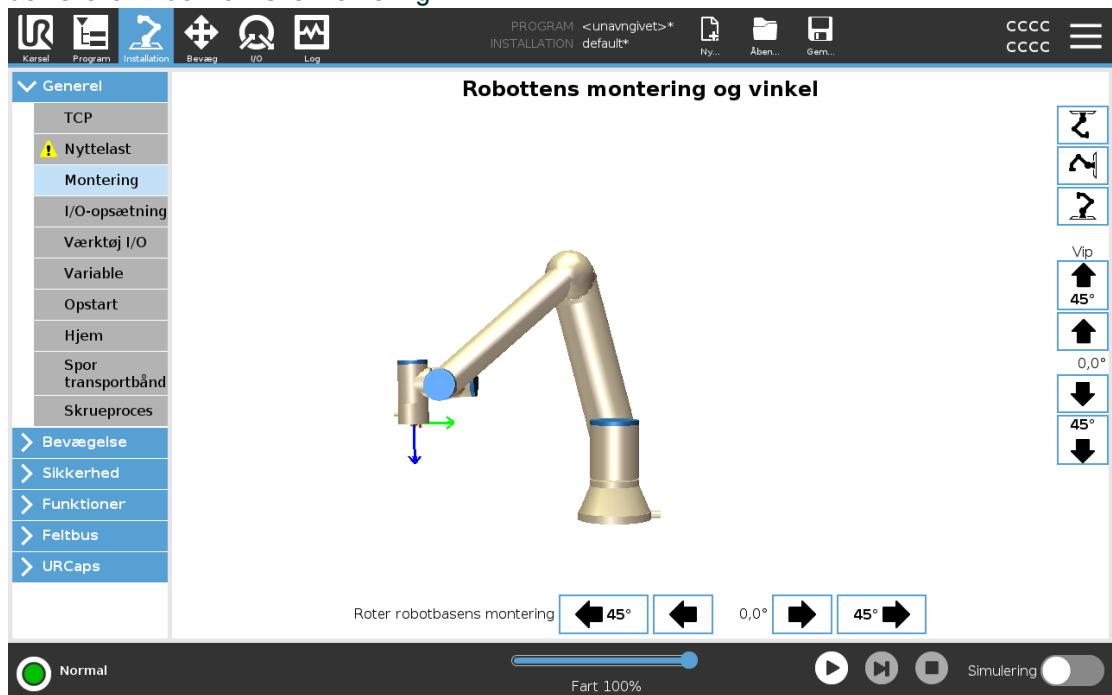 PROGRAM <unavngivet>*
INSTALLATION default*
CCCC
CCCC
Kørsel Program Installation Bevæg I/O Log Ny... Åben... Gem...
Generel
Robottens montering og vinkel
TCP
Nyttelast
Montering
I/O-opsætning
Værktøj I/O
Variable
Opstart
Hjem
Spor
transportbånd
Skrueproces
Bevægelse
Sikkerhed
Funktioner
Feltbus
URCaps
Vip
45°
0,0°
45°
Roter robotbasens montering 45° 0,0° 45°
Normal
Fart 100%
Simulering